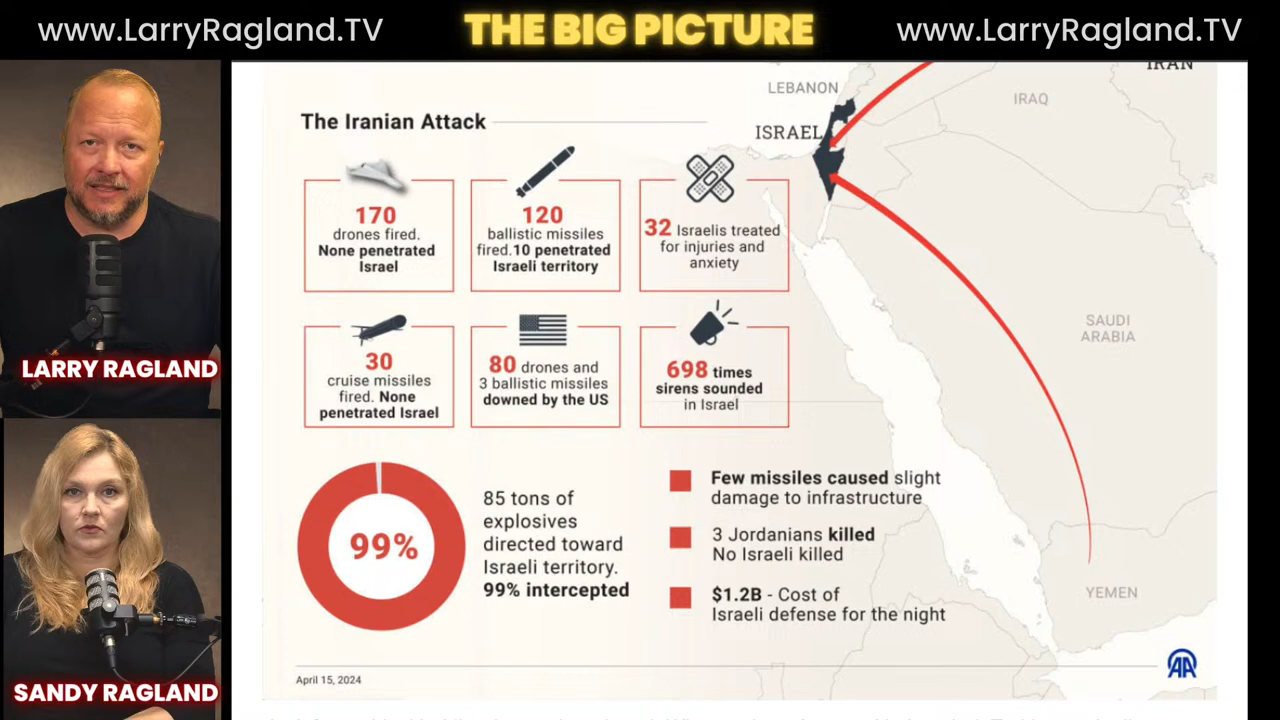 www.LarryRagland.TV
THE BIG PICTURE
www.LarryRagland.TV
LARRY RAGLAND
SANDY RAGLAND
The Iranian Attack
170
drones fired.
None penetrated
Israel
120
ballistic missiles
fired.10 penetrated
Israeli territory
32 Israelis treated
for injuries and
anxiety
30
cruise missiles
fired. None
penetrated Israel
80 drones and
3 ballistic missiles
downed by the US
698 times
sirens sounded
in Israel
99%
85 tons of
explosives
directed toward
Israeli territory.
99% intercepted
Few missiles caused slight
damage to infrastructure
3 Jordanians killed
No Israeli killed
$1.2B - Cost of
Israeli defense for the night
LEBANON
ISRAEL
IRAQ
IRAN
SAUDI
ARABIA
YEMEN
April 15, 2024
AA